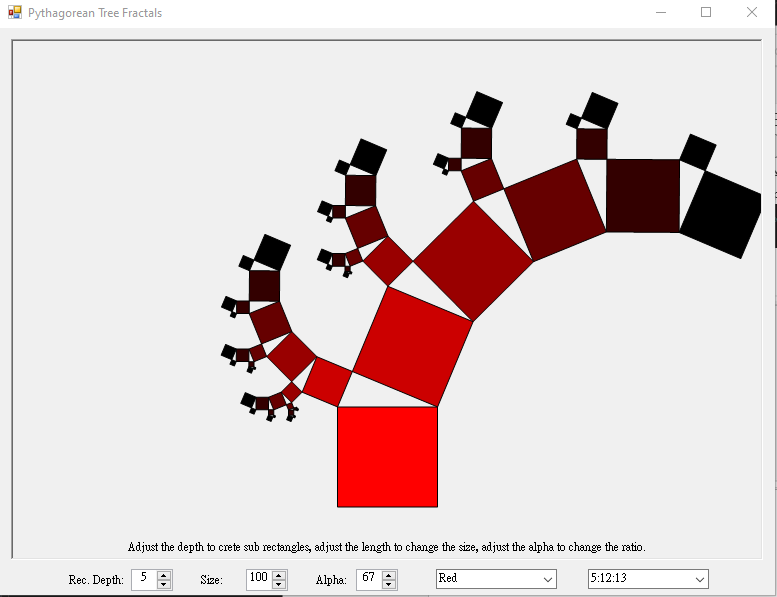 Pythagorean Tree Fractals
Adjust the depth to crete sub rectangles, adjust the length to change the size, adjust the alpha to change the ratio.
Rec. Depth: 5 Size: 100 Alpha: 67 Red 5:12:13